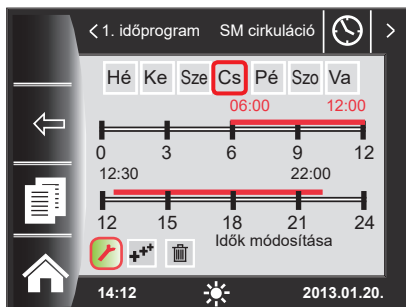 < 1. időprogram SM cirkuláció >
Hé Ke Sze Cs Pé Szo Va
06:00 12:00
0 3 6 9 12
12:30 22:00
12 15 18 21 24
Idők módosítása
14:12 2013.01.20.